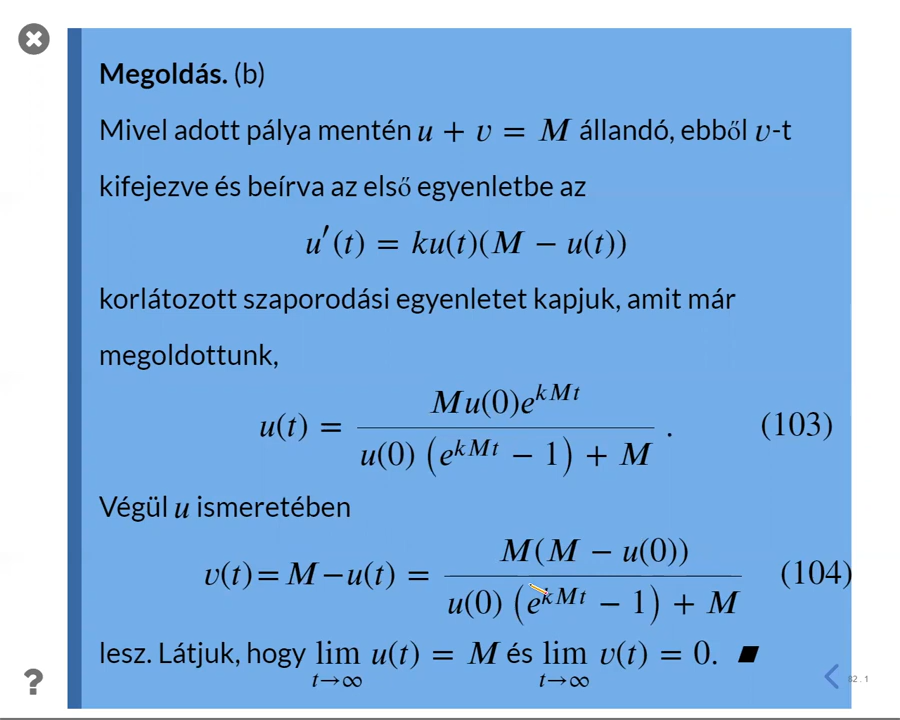 Megoldás. (b)
Mivel adott pálya mentén u + v = M állandó, ebből v-t
kifejezve és beírva az első egyenletbe az
u′(t) = ku(t)(M − u(t))
korlátozott szaporodási egyenletet kapjuk, amit már
megoldottunk,
u(t) = \frac{Mu(0)e^{kMt}}{u(0) (e^{kMt} − 1) + M} . (103)
Végül u ismeretében
v(t) = M − u(t) = \frac{M(M − u(0))}{u(0) (e^{kMt} − 1) + M} (104)
lesz. Látjuk, hogy \lim_{t→∞} u(t) = M és \lim_{t→∞} v(t) = 0. ■
?
82 . 1